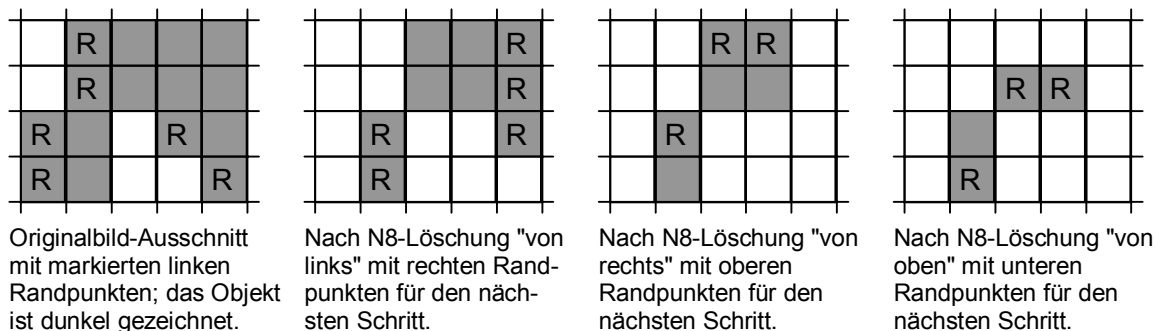 R
R
R R
R R
Originalbild-Ausschnitt
mit markierten linken
Randpunkten; das Objekt
ist dunkel gezeichnet.
R
R
R R
R
Nach N8-Löschung "von
links" mit rechten Rand-
punkten für den näch-
sten Schritt.
R R
R
Nach N8-Löschung "von
rechts" mit oberen
Randpunkten für den
nächsten Schritt.
R R
R
Nach N8-Löschung "von
oben" mit unteren
Randpunkten für den
nächsten Schritt.